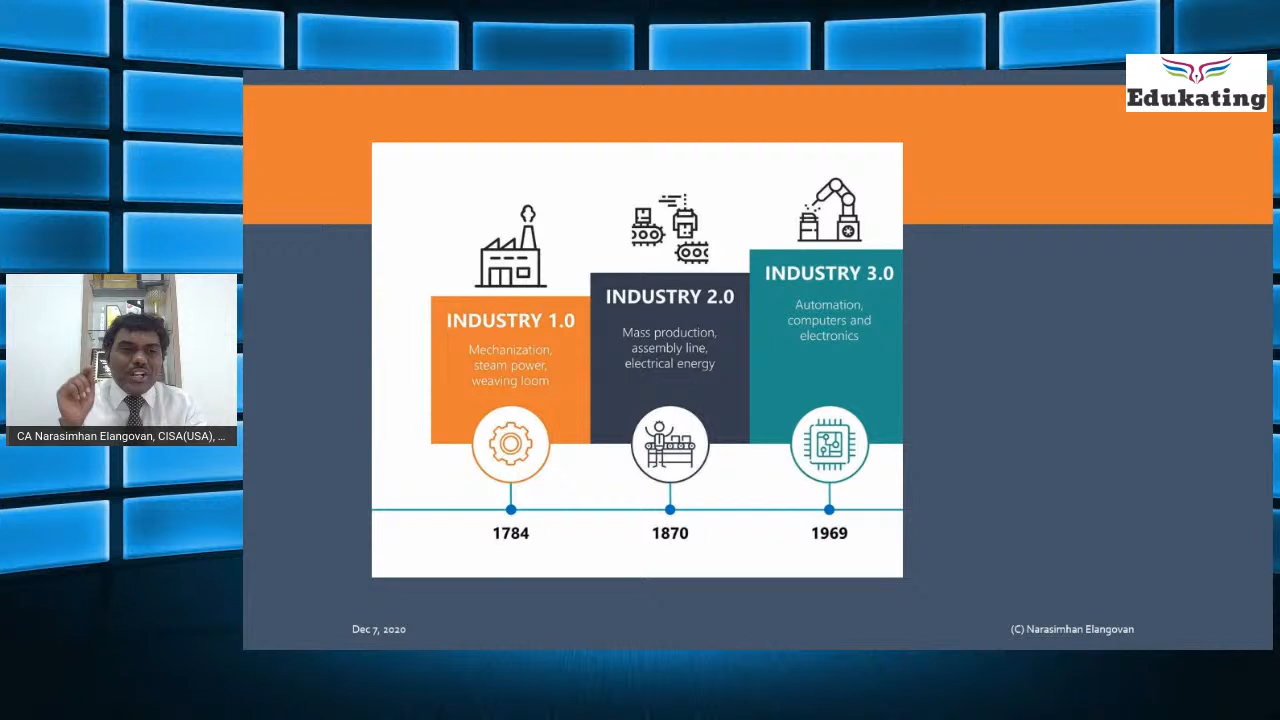 Edukating
INDUSTRY 1.0
Mechanization,
steam power,
weaving loom
INDUSTRY 2.0
Mass production,
assembly line,
electrical energy
INDUSTRY 3.0
Automation,
computers and
electronics
1784
1870
1969
CA Narasimhan Elangovan, CISA(USA), ...
Dec 7, 2020
(C) Narasimhan Elangovan